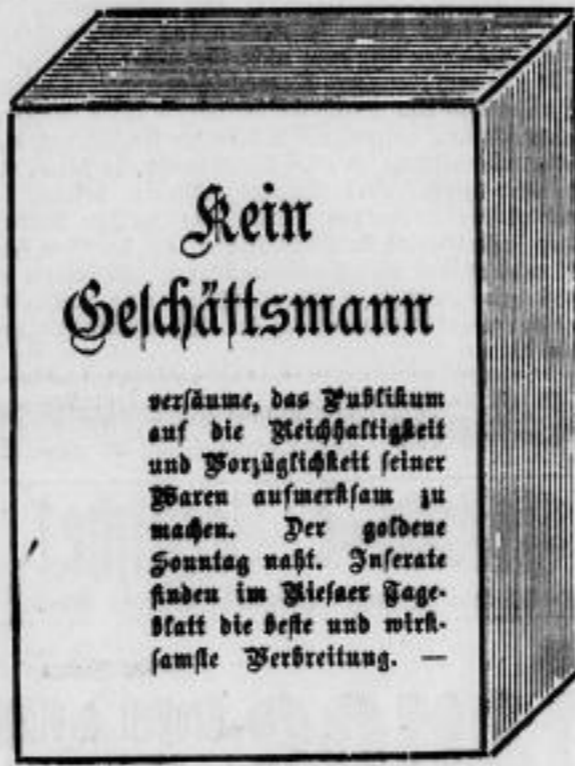 Kein
Geschäftsmann
versäume, das Publikum
auf die Reichhaltigkeit
und Vorzüglichkeit seiner
Waren aufmerksam zu
machen. Der goldene
Sonntag naht. Inserate
finden im Riesaer Tage-
blatt die beste und wirk-
samste Verbreitung. —